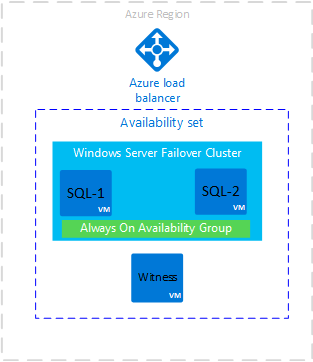 Azure Region
Azure load
balancer
Availability set
Windows Server Failover Cluster
SQL-1
VM
SQL-2
VM
Always On Availability Group
Witness
VM